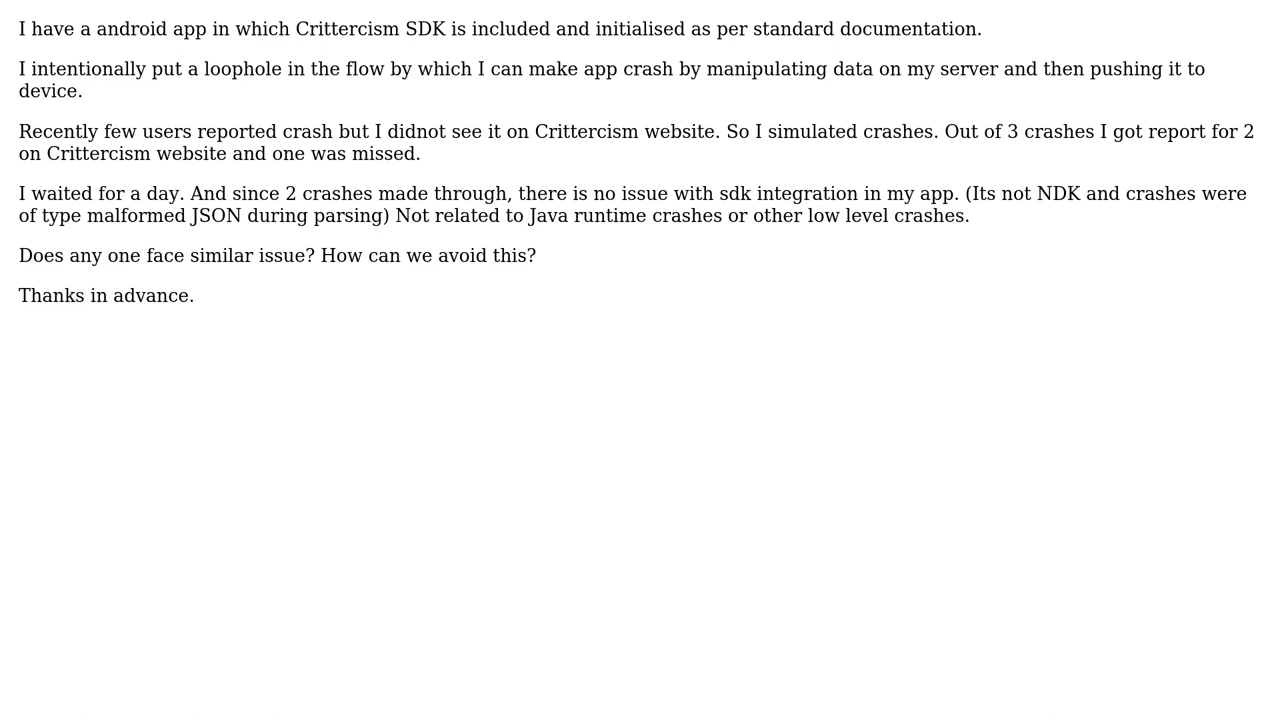 I have a android app in which Crittercism SDK is included and initialised as per standard documentation.
I intentionally put a loophole in the flow by which I can make app crash by manipulating data on my server and then pushing it to
device.
Recently few users reported crash but I didnot see it on Crittercism website. So I simulated crashes. Out of 3 crashes I got report for 2
on Crittercism website and one was missed.
I waited for a day. And since 2 crashes made through, there is no issue with sdk integration in my app. (Its not NDK and crashes were
of type malformed JSON during parsing) Not related to Java runtime crashes or other low level crashes.
Does any one face similar issue? How can we avoid this?
Thanks in advance.